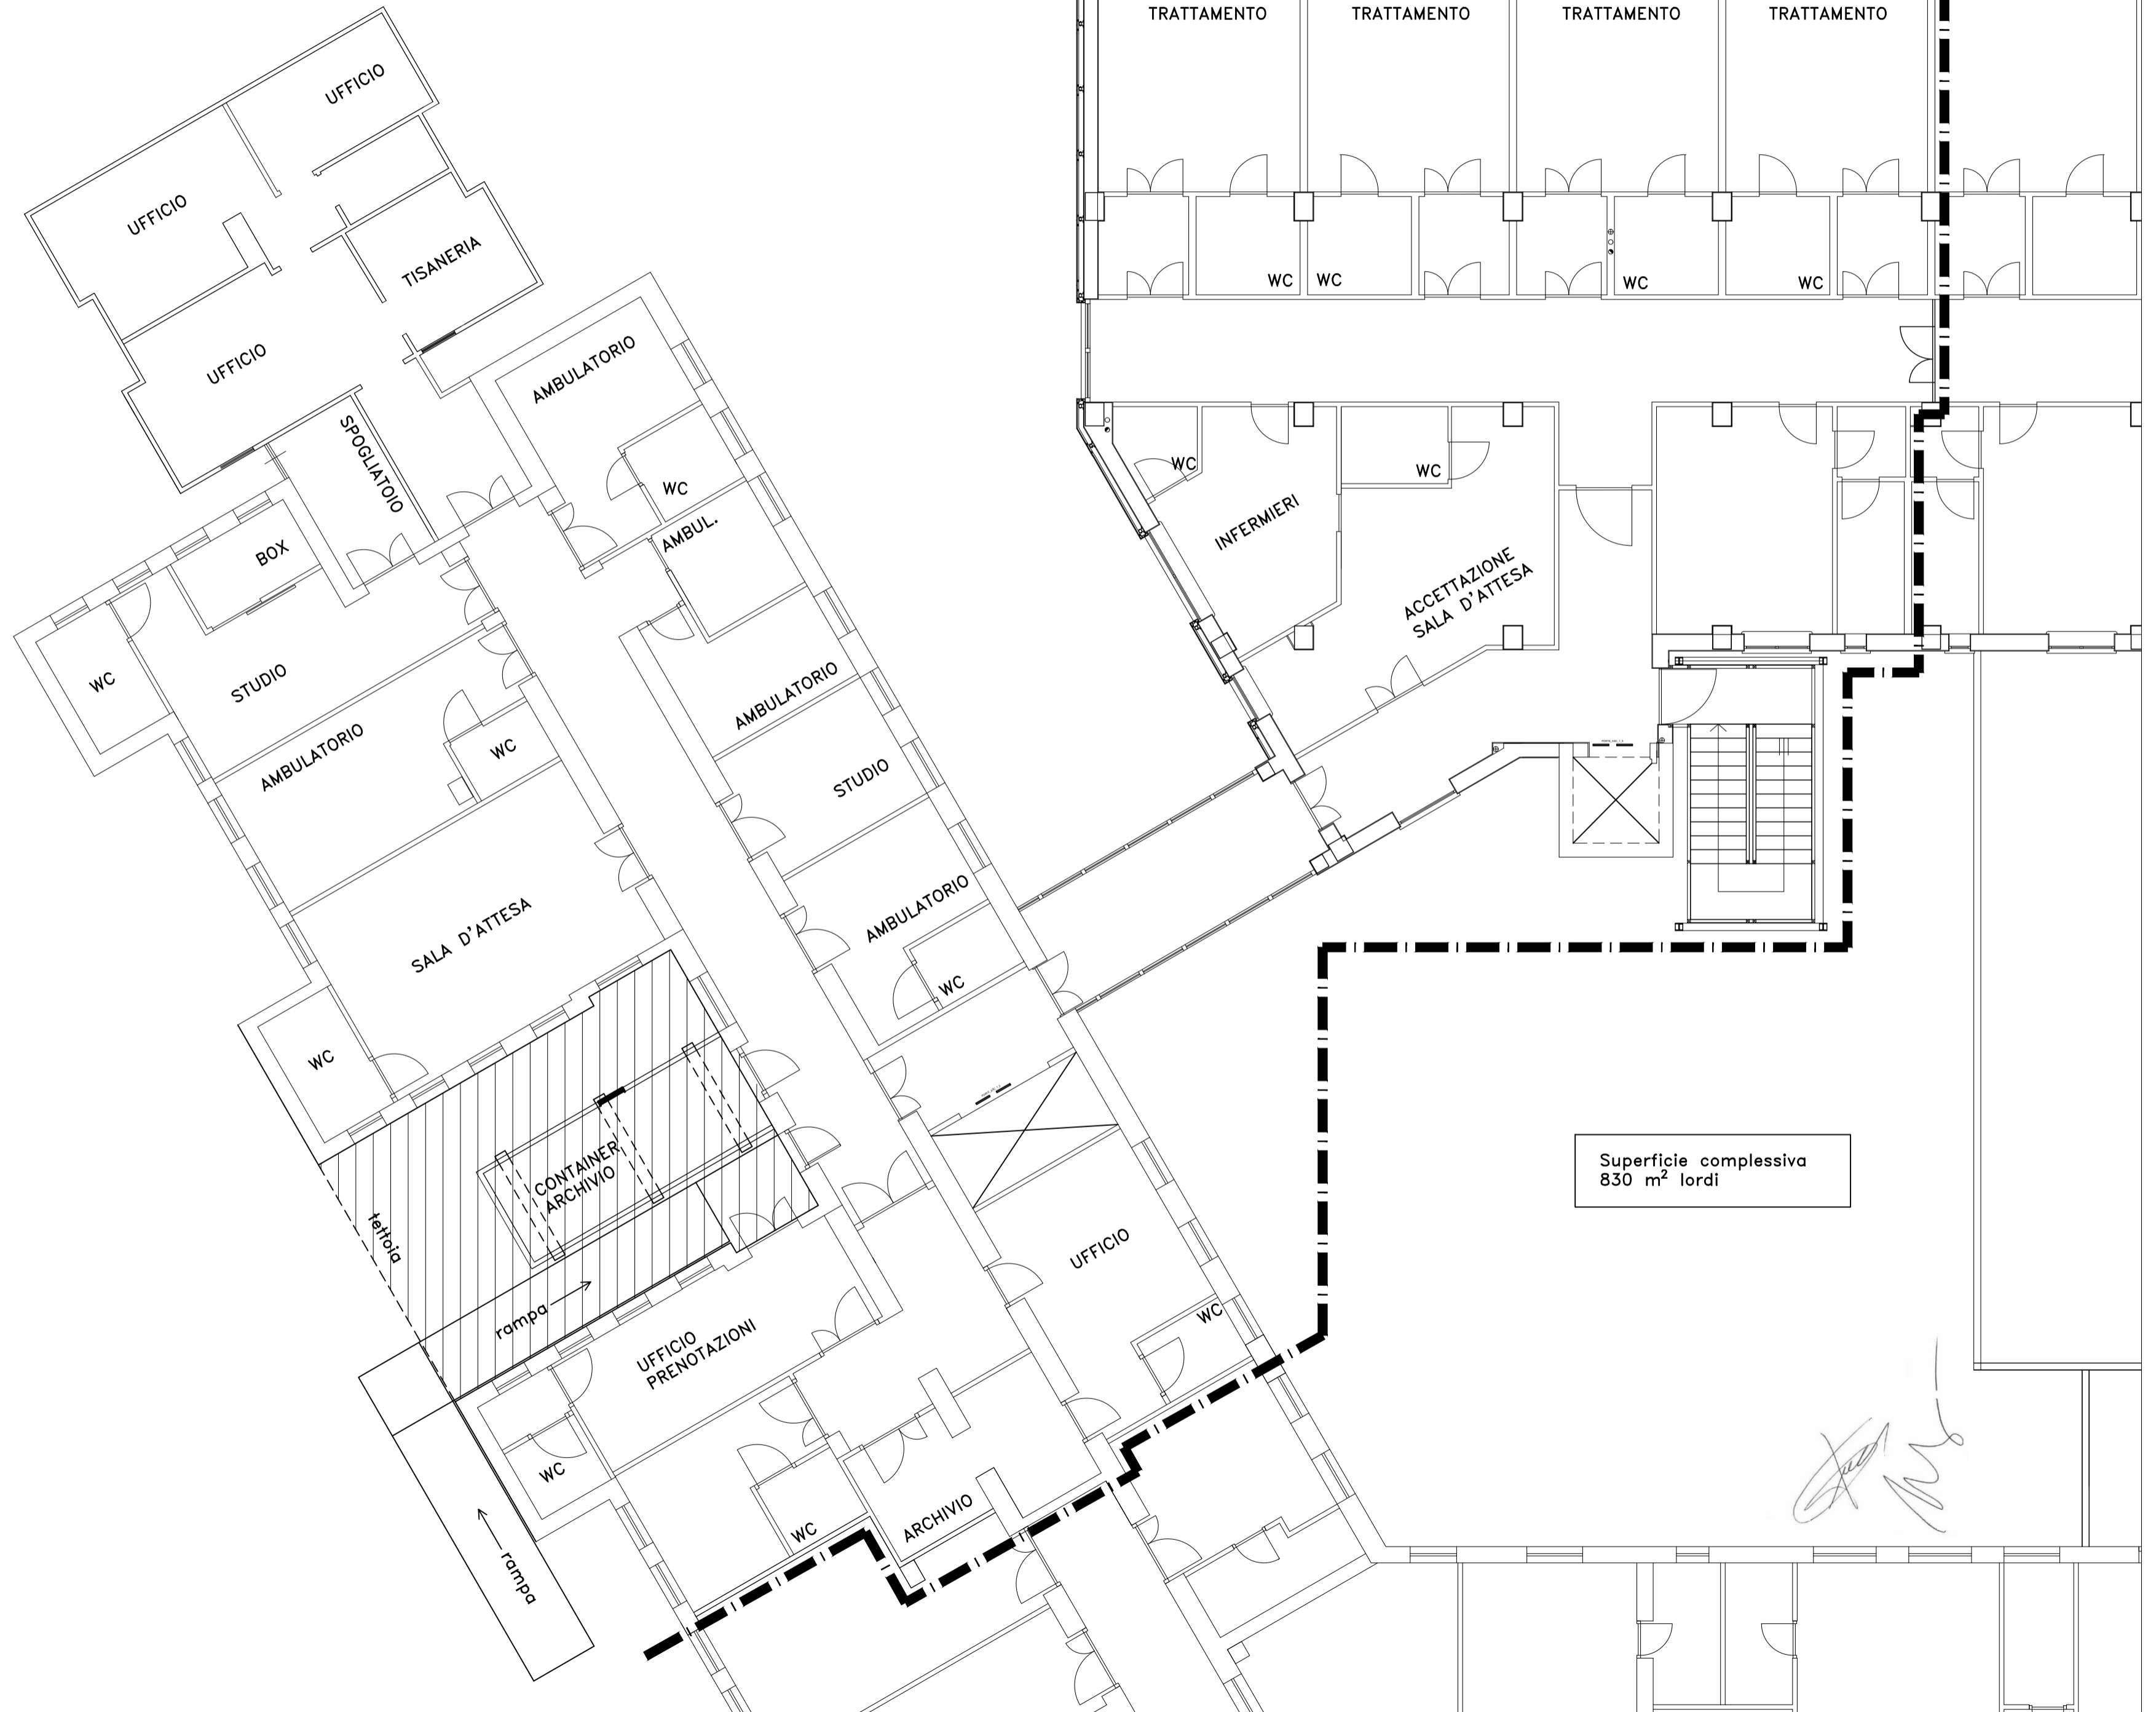 TRATTAMENTO
TRATTAMENTO
TRATTAMENTO
TRATTAMENTO
UFFICIO
UFFICIO
TISANERIA
UFFICIO
WC
WC
WC
WC
AMBULATORIO
SPOGLIATOIO
WC
WC
WC
AMBUL.
INFERMIERI
BOX
ACCETTAZIONE
SALA D'ATTESA
WC
STUDIO
AMBULATORIO
AMBULATORIO
WC
STUDIO
SALA D'ATTESA
AMBULATORIO
WC
WC
CONTAINER
ARCHIVIO
Superficie complessiva
830 m² lordi
tettoia
UFFICIO
rampa
WC
UFFICIO
PRENOTAZIONI
WC
WC
ARCHIVIO
rampa